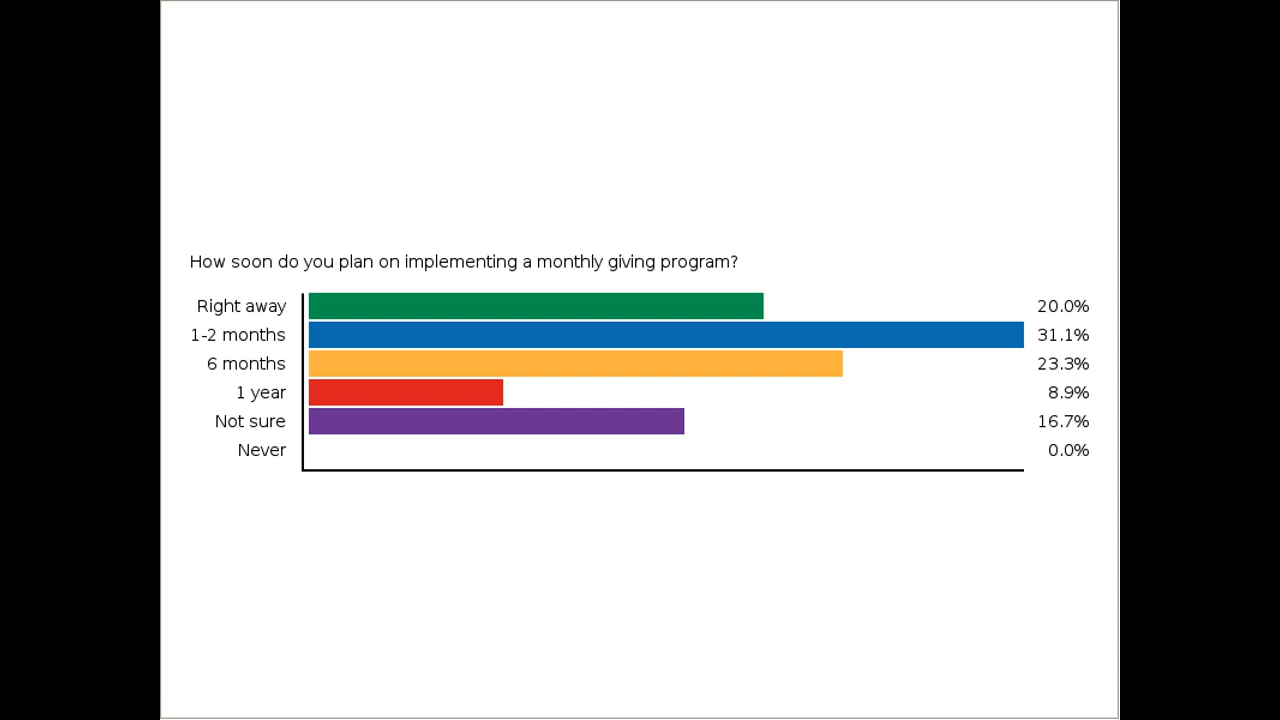 How soon do you plan on implementing a monthly giving program?
Right away 20.0%
1-2 months 31.1%
6 months 23.3%
1 year 8.9%
Not sure 16.7%
Never 0.0%